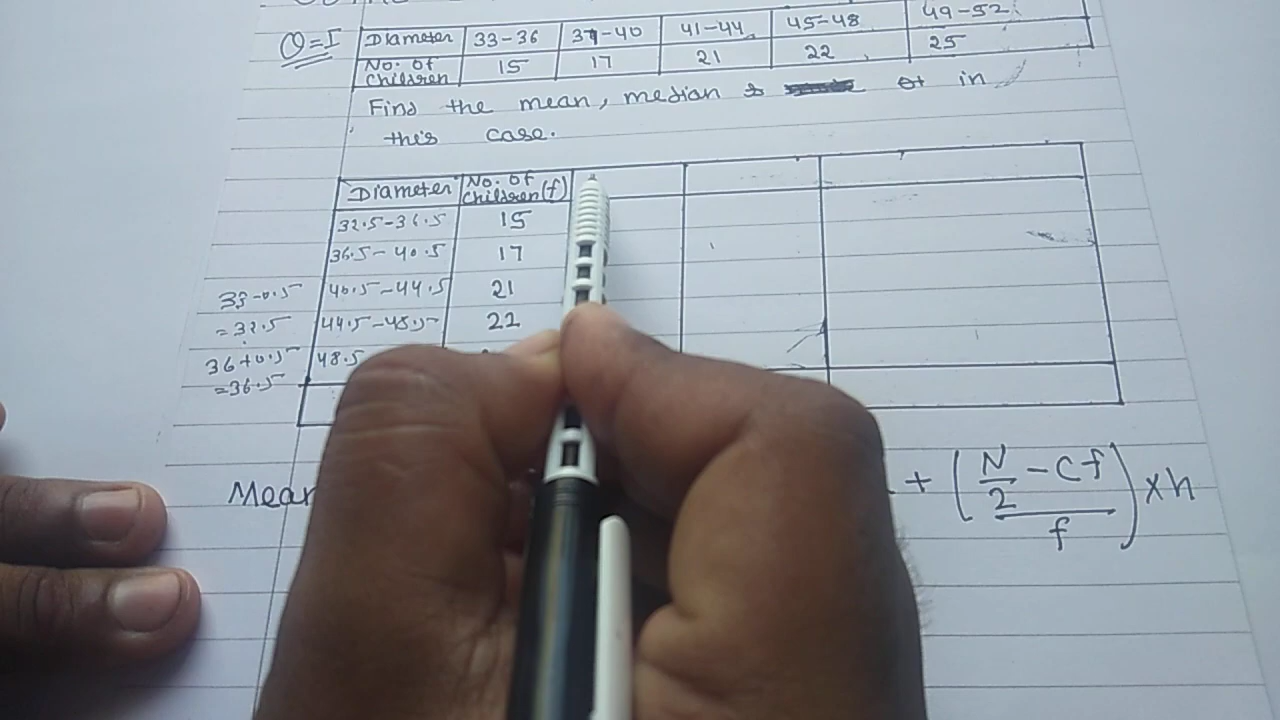 Q=I Diameter 33-36 37-40 41-44 45-48 49-52
No. of Children 15 17 21 22 25
Find the mean, median & of in
this case.
Diameter No. of Children(f)
32.5-36.5 15
36.5-40.5 17
33-0.5 40.5-44.5 21
=32.5 44.5-48.5 22
36+0.5 48.5
=36.5
Mean + (N/2 - Cf / f) x h